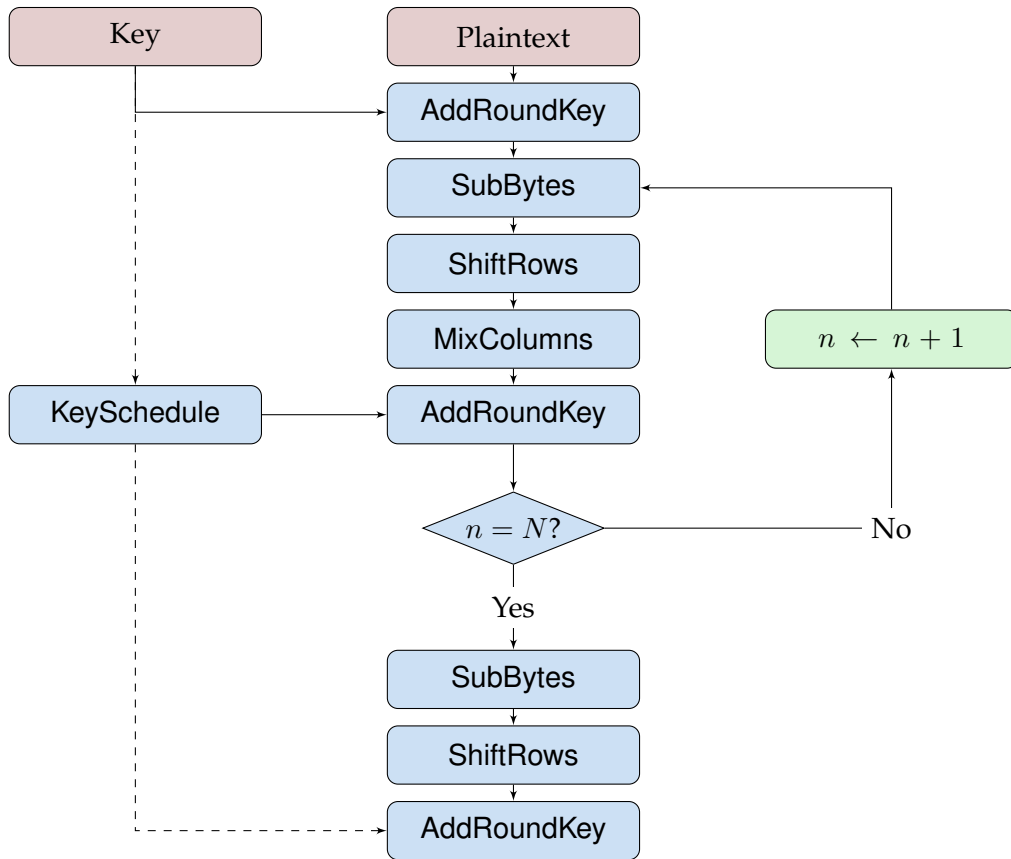 Key
Plaintext
AddRoundKey
SubBytes
ShiftRows
MixColumns
n ← n + 1
KeySchedule
AddRoundKey
n = N?
No
Yes
SubBytes
ShiftRows
AddRoundKey